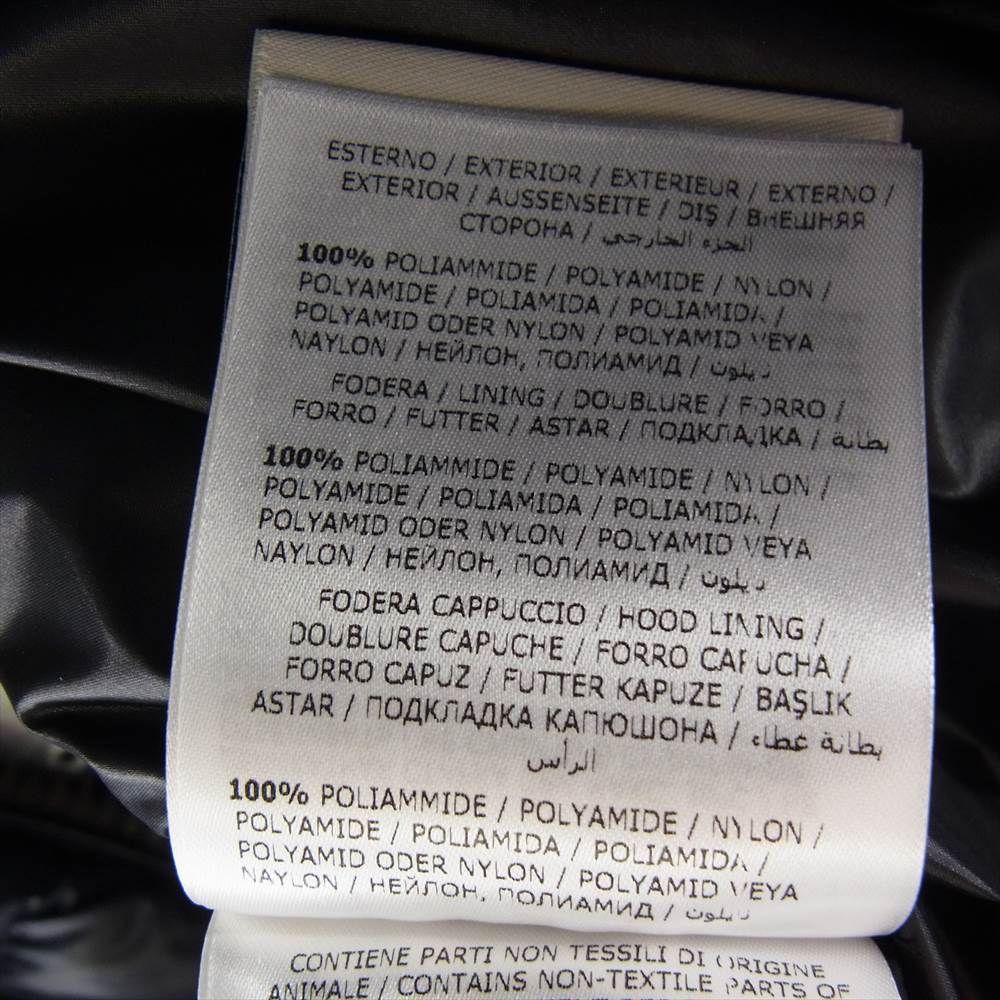 ESTERNO / EXTERIOR / EXTERIEUR / EXTERNO /
EXTERIOR / AUSSENSEITE / DIŞ / ВНЕШНЯЯ
СТОРОНА / الجزء الخارجي
100% POLIAMMIDE / POLYAMIDE / NYLON /
POLYAMIDE / POLIAMIDA / POLIAMIDA /
POLYAMID ODER NYLON / POLYAMID VEYA
NAYLON / НЕЙЛОН, ПОЛИАМИД /
FODERA / LINING / DOUBLURE / FORRO /
FORRO / FUTTER / ASTAR / ПОДКЛАДКА / بطانة
100% POLIAMMIDE / POLYAMIDE / NYLON /
POLYAMIDE / POLIAMIDA / POLIAMIDA /
POLYAMID ODER NYLON / POLYAMID VEYA
NAYLON / НЕЙЛОН, ПОЛИАМИД /
FODERA CAPPUCCIO / HOOD LINING /
DOUBLURE CAPUCHE / FORRO CAPUCHA /
FORRO CAPUZ / FUTTER KAPUZE / BAŞLIK
ASTAR / ПОДКЛАДКА КАПЮШОНА / بطانة غطاء
الرأس
100% POLIAMMIDE / POLYAMIDE / NYLON /
POLYAMIDE / POLIAMIDA / POLIAMIDA /
POLYAMID ODER NYLON / POLYAMID VEYA
NAYLON / НЕЙЛОН, ПОЛИАМИД /
CONTIENE PARTI NON TESSILI DI ORIGINE
ANIMALE / CONTAINS NON-TEXTILE PARTS OF